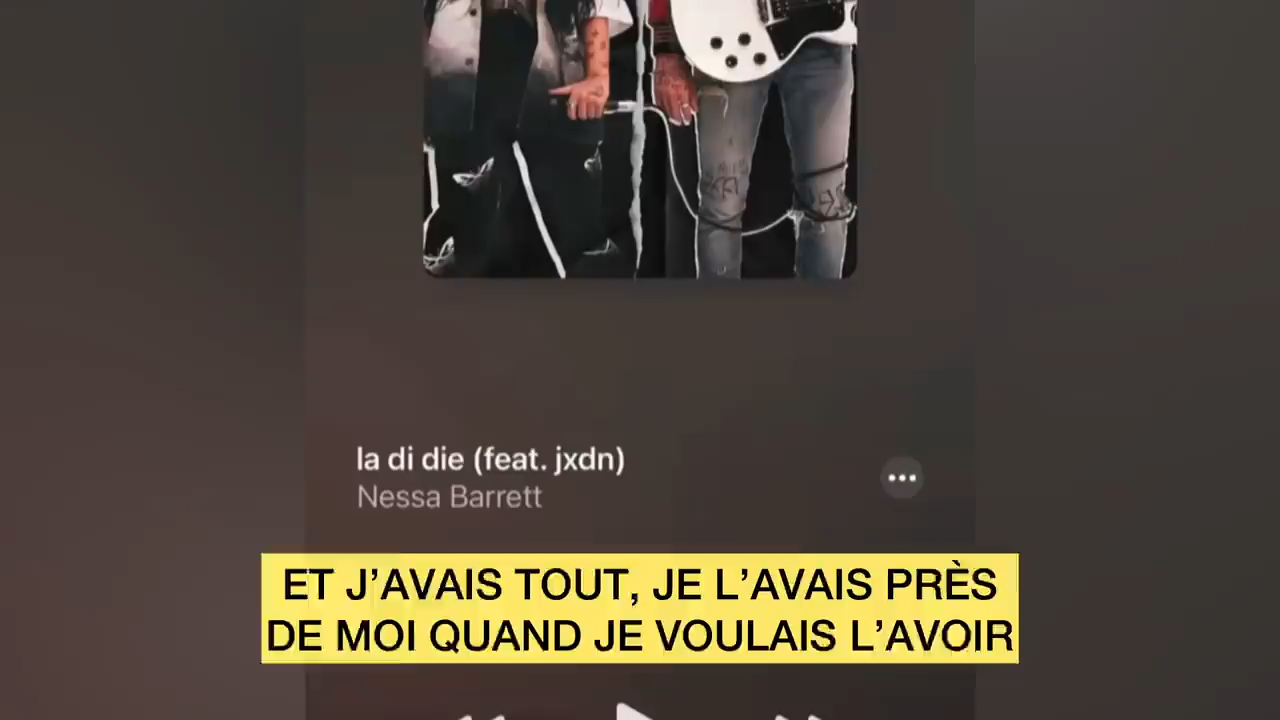 la di die (feat. jxdn)
Nessa Barrett
ET J’AVAIS TOUT, JE L’AVAIS PRÈS
DE MOI QUAND JE VOULAIS L’AVOIR